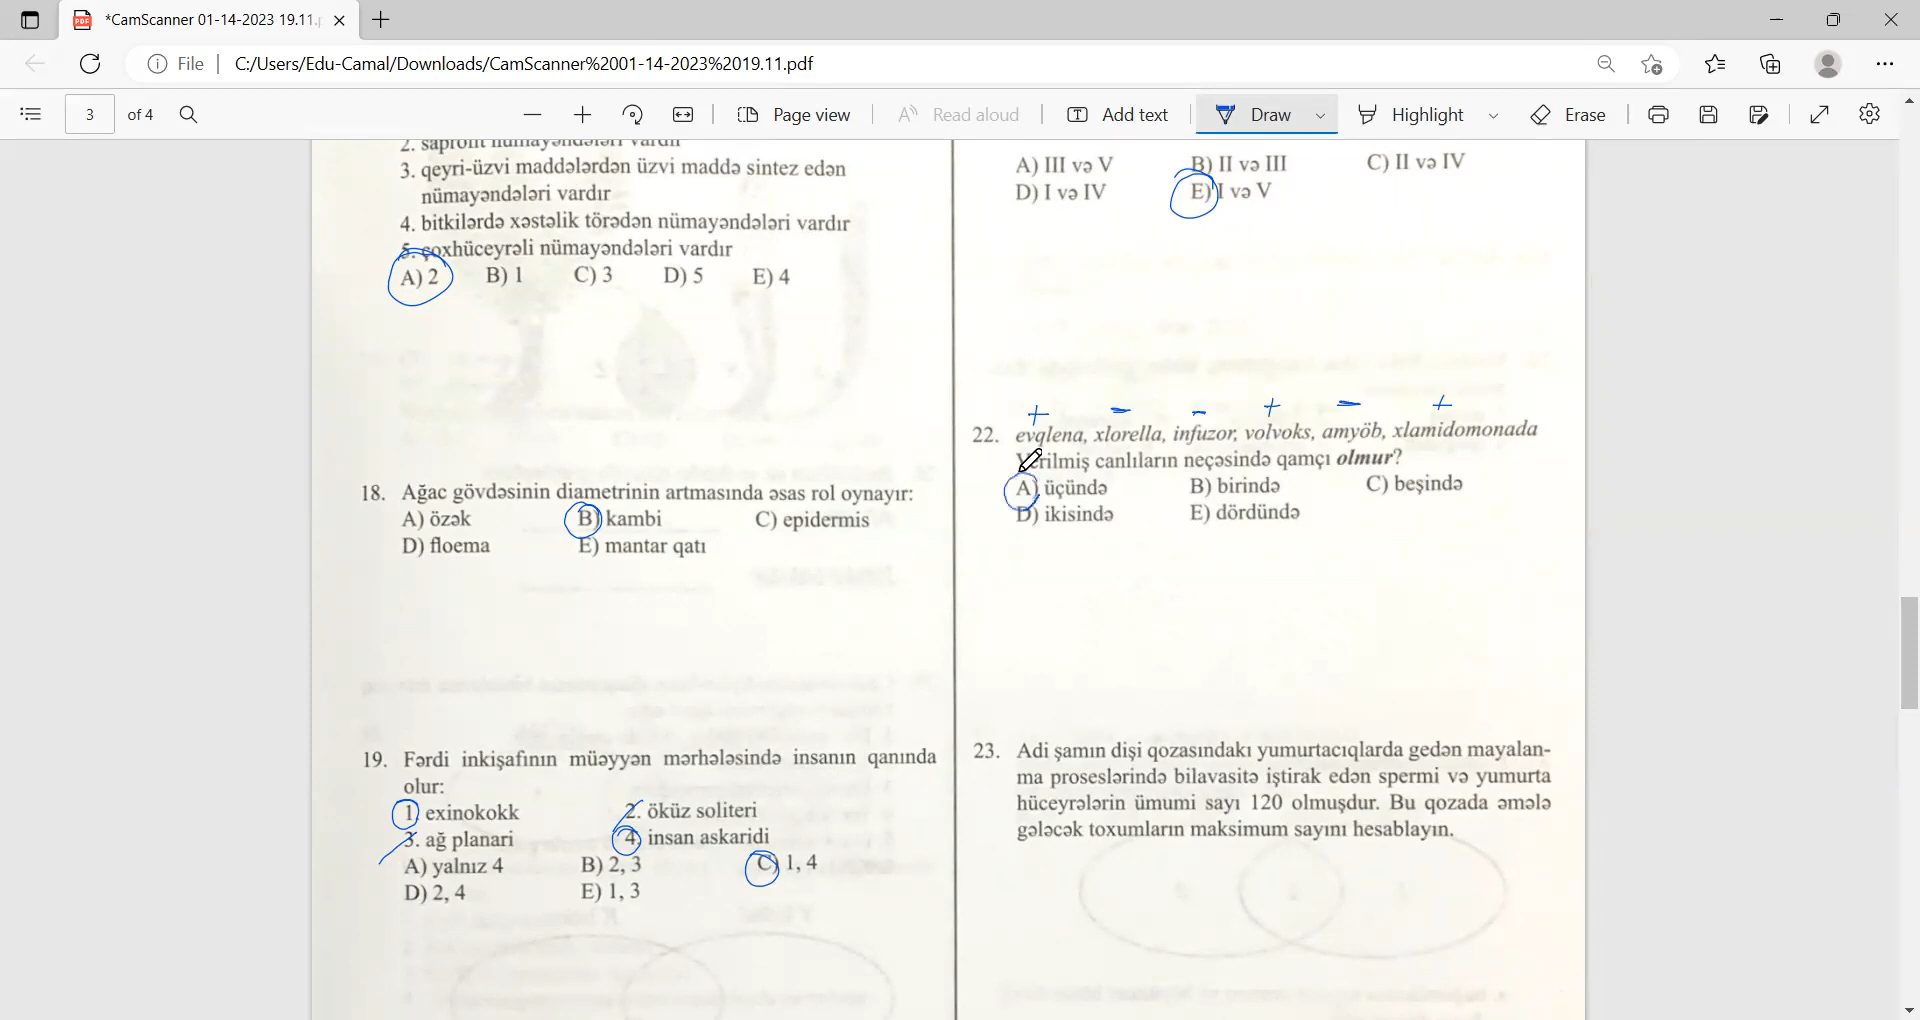 *CamScanner 01-14-2023 19.11.p
File
C:/Users/Edu-Camal/Downloads/CamScanner%2001-14-2023%2019.11.pdf
3 of 4
Page view
Read aloud
Add text
Draw
Highlight
Erase
2. saprofit nümayəndələri vardır
3. qeyri-üzvi maddələrdən üzvi maddə sintez edən
nümayəndələri vardır
4. bitkilərdə xəstəlik törədən nümayəndələri vardır
5. çoxhüceyrəli nümayəndələri vardır
A) 2 B) 1 C) 3 D) 5 E) 4
18. Ağac gövdəsinin diametrinin artmasında əsas rol oynayır:
A) özək B) kambi C) epidermis
D) floema E) mantar qatı
19. Fərdi inkişafının müəyyən mərhələsində insanın qanında
olur:
1. exinokokk 2. öküz soliteri
3. ağ planari 4. insan askaridi
A) yalnız 4 B) 2, 3 C) 1, 4
D) 2, 4 E) 1, 3
A) III və V B) II və III C) II və IV
D) I və IV E) I və V
+ - - + - +
22. evqlena, xlorella, infuzor, volvoks, amyöb, xlamidomonada
Verilmiş canlıların neçəsində qamçı olmur?
A) üçündə B) birində C) beşində
D) ikisində E) dördündə
23. Adi şamın dişi qozasındakı yumurtacıqlarda gedən mayalan-
ma proseslərində bilavasitə iştirak edən spermi və yumurta
hüceyrələrin ümumi sayı 120 olmuşdur. Bu qozada əmələ
gələcək toxumların maksimum sayını hesablayın.